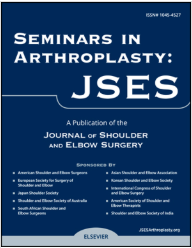 ISSN# 1045-4527
SEMINARS IN
ARTHROPLASTY:
JSES
A Publication of the
JOURNAL OF SHOULDER
AND ELBOW SURGERY
SPONSORED BY
American Shoulder and Elbow Surgeons
European Society for Surgery of
Shoulder and Elbow
Japan Shoulder Society
Shoulder and Elbow Society of Australia
South African Shoulder and
Elbow Surgeons
Asian Shoulder and Elbow Association
Korean Shoulder and Elbow Society
International Congress of Shoulder
and Elbow Surgery
American Society of Shoulder and
Elbow Therapists
Shoulder and Elbow Society of India
ELSEVIER
JSESArthroplasty.org